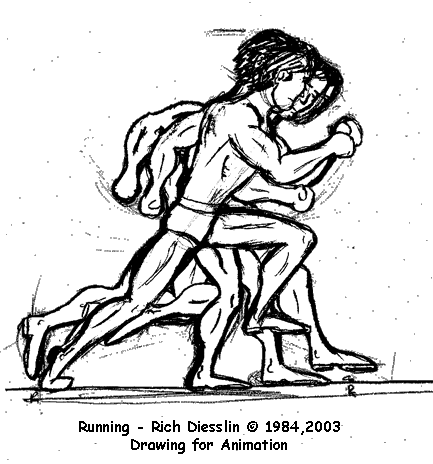 Running - Rich Diesslin © 1984,2003
Drawing for Animation